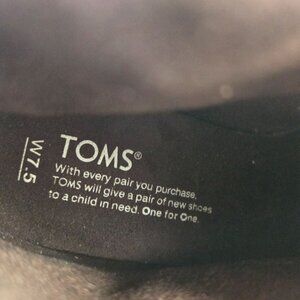 W7.5
TOMS®
With every pair you purchase,
TOMS will give a pair of new shoes
to a child in need. One for One.